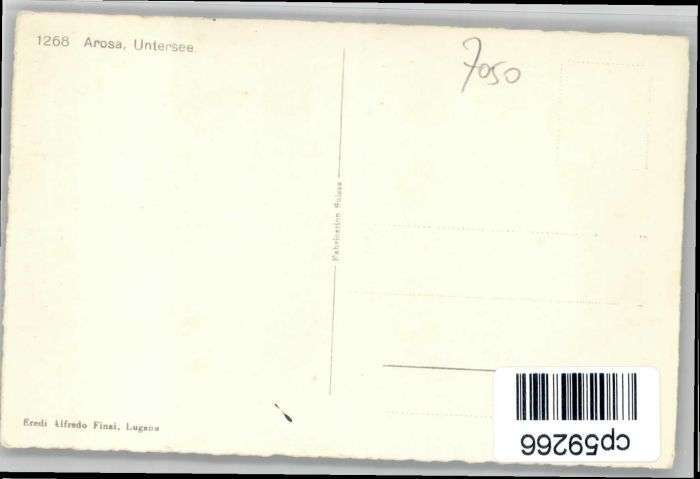 1268 Arosa, Untersee
7050
Fabrication Suisse
Eredi Alfredo Finzi, Lugano
cp59266